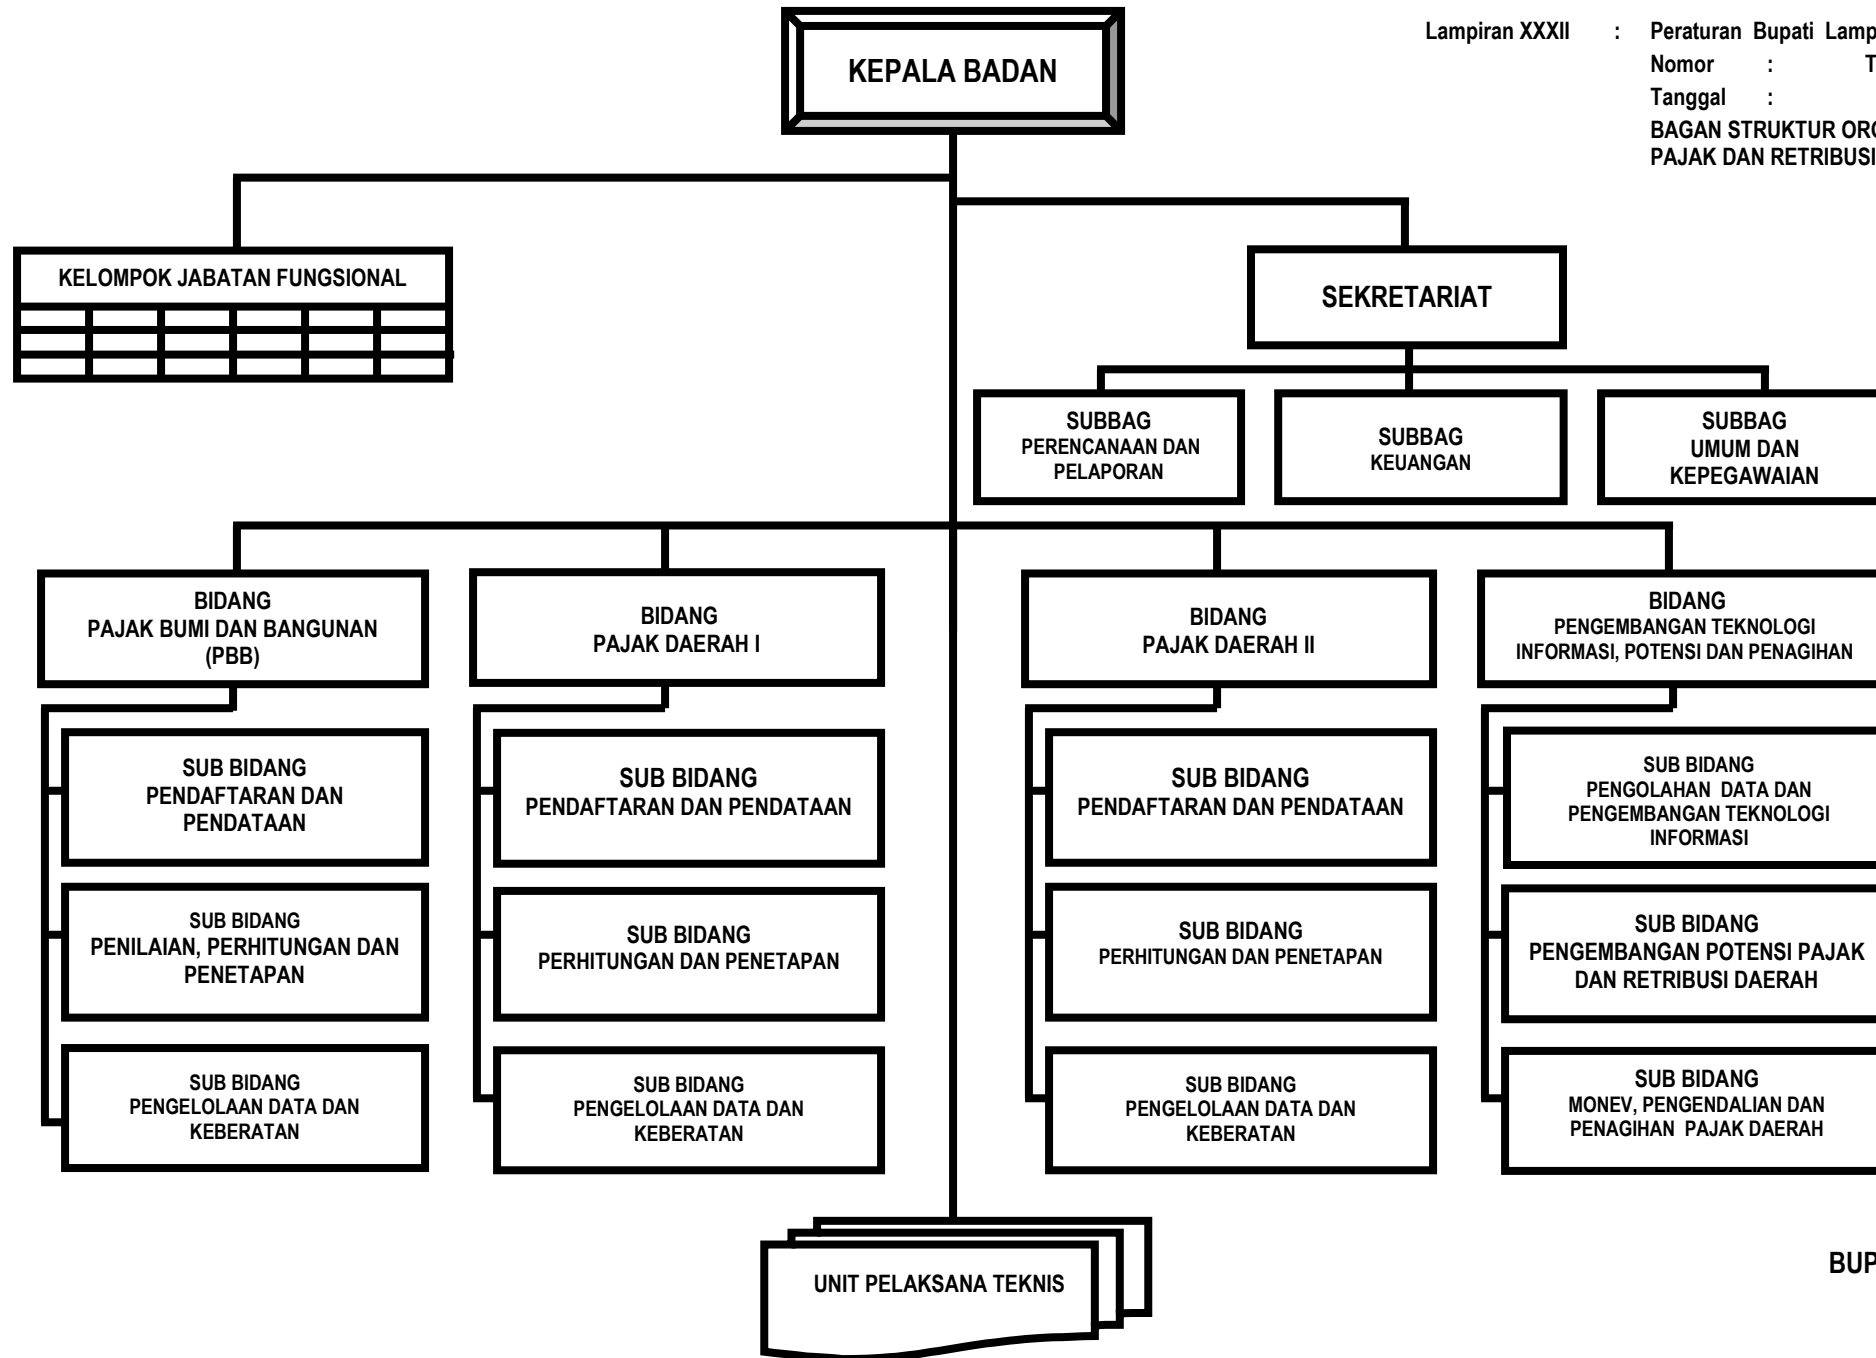 KEPALA BADAN
Lampiran XXXII : Peraturan Bupati
Nomor :
Tanggal :
BAGAN STRUKTUR
PAJAK DAN RETRIBUSI
KELOMPOK JABATAN FUNGSIONAL
SEKRETARIAT
SUBBAG
PERENCANAAN DAN
PELAPORAN
SUBBAG
KEUANGAN
SUBBAG
UMUM DAN
KEPEGAWAIAN
BIDANG
PAJAK BUMI DAN BANGUNAN
(PBB)
BIDANG
PAJAK DAERAH I
BIDANG
PAJAK DAERAH II
BIDANG
PENGEMBANGAN TEKNOLOGI
INFORMASI, POTENSI DAN PENAGIHAN
SUB BIDANG
PENDAFTARAN DAN
PENDATAAN
SUB BIDANG
PENDAFTARAN DAN PENDATAAN
SUB BIDANG
PENDAFTARAN DAN PENDATAAN
SUB BIDANG
PENGOLAHAN DATA DAN
PENGEMBANGAN TEKNOLOGI
INFORMASI
SUB BIDANG
PENILAIAN, PERHITUNGAN DAN
PENETAPAN
SUB BIDANG
PERHITUNGAN DAN PENETAPAN
SUB BIDANG
PERHITUNGAN DAN PENETAPAN
SUB BIDANG
PENGEMBANGAN POTENSI PAJAK
DAN RETRIBUSI DAERAH
SUB BIDANG
PENGELOLAAN DATA DAN
KEBERATAN
SUB BIDANG
PENGELOLAAN DATA DAN
KEBERATAN
SUB BIDANG
PENGELOLAAN DATA DAN
KEBERATAN
SUB BIDANG
MONEV, PENGENDALIAN DAN
PENAGIHAN PAJAK DAERAH
UNIT PELAKSANA TEKNIS